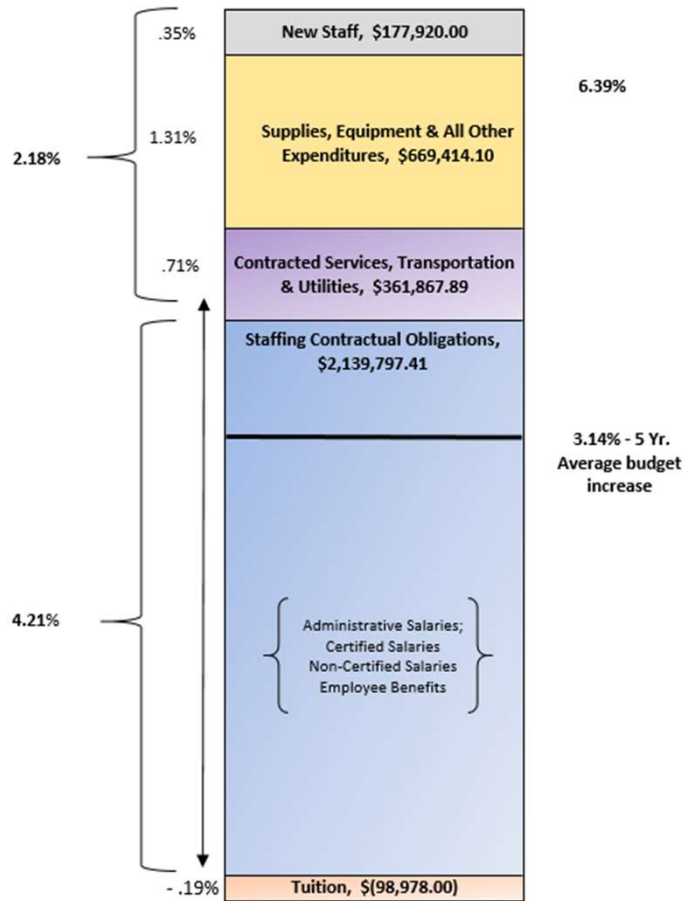 .35%
New Staff, $177,920.00
6.39%
1.31%
Supplies, Equipment & All Other
Expenditures, $669,414.10
2.18%
.71%
Contracted Services, Transportation
& Utilities, $361,867.89
Staffing Contractual Obligations,
$2,139,797.41
3.14% - 5 Yr.
Average budget
increase
4.21%
Administrative Salaries;
Certified Salaries
Non-Certified Salaries
Employee Benefits
- .19%
Tuition, $(98,978.00)